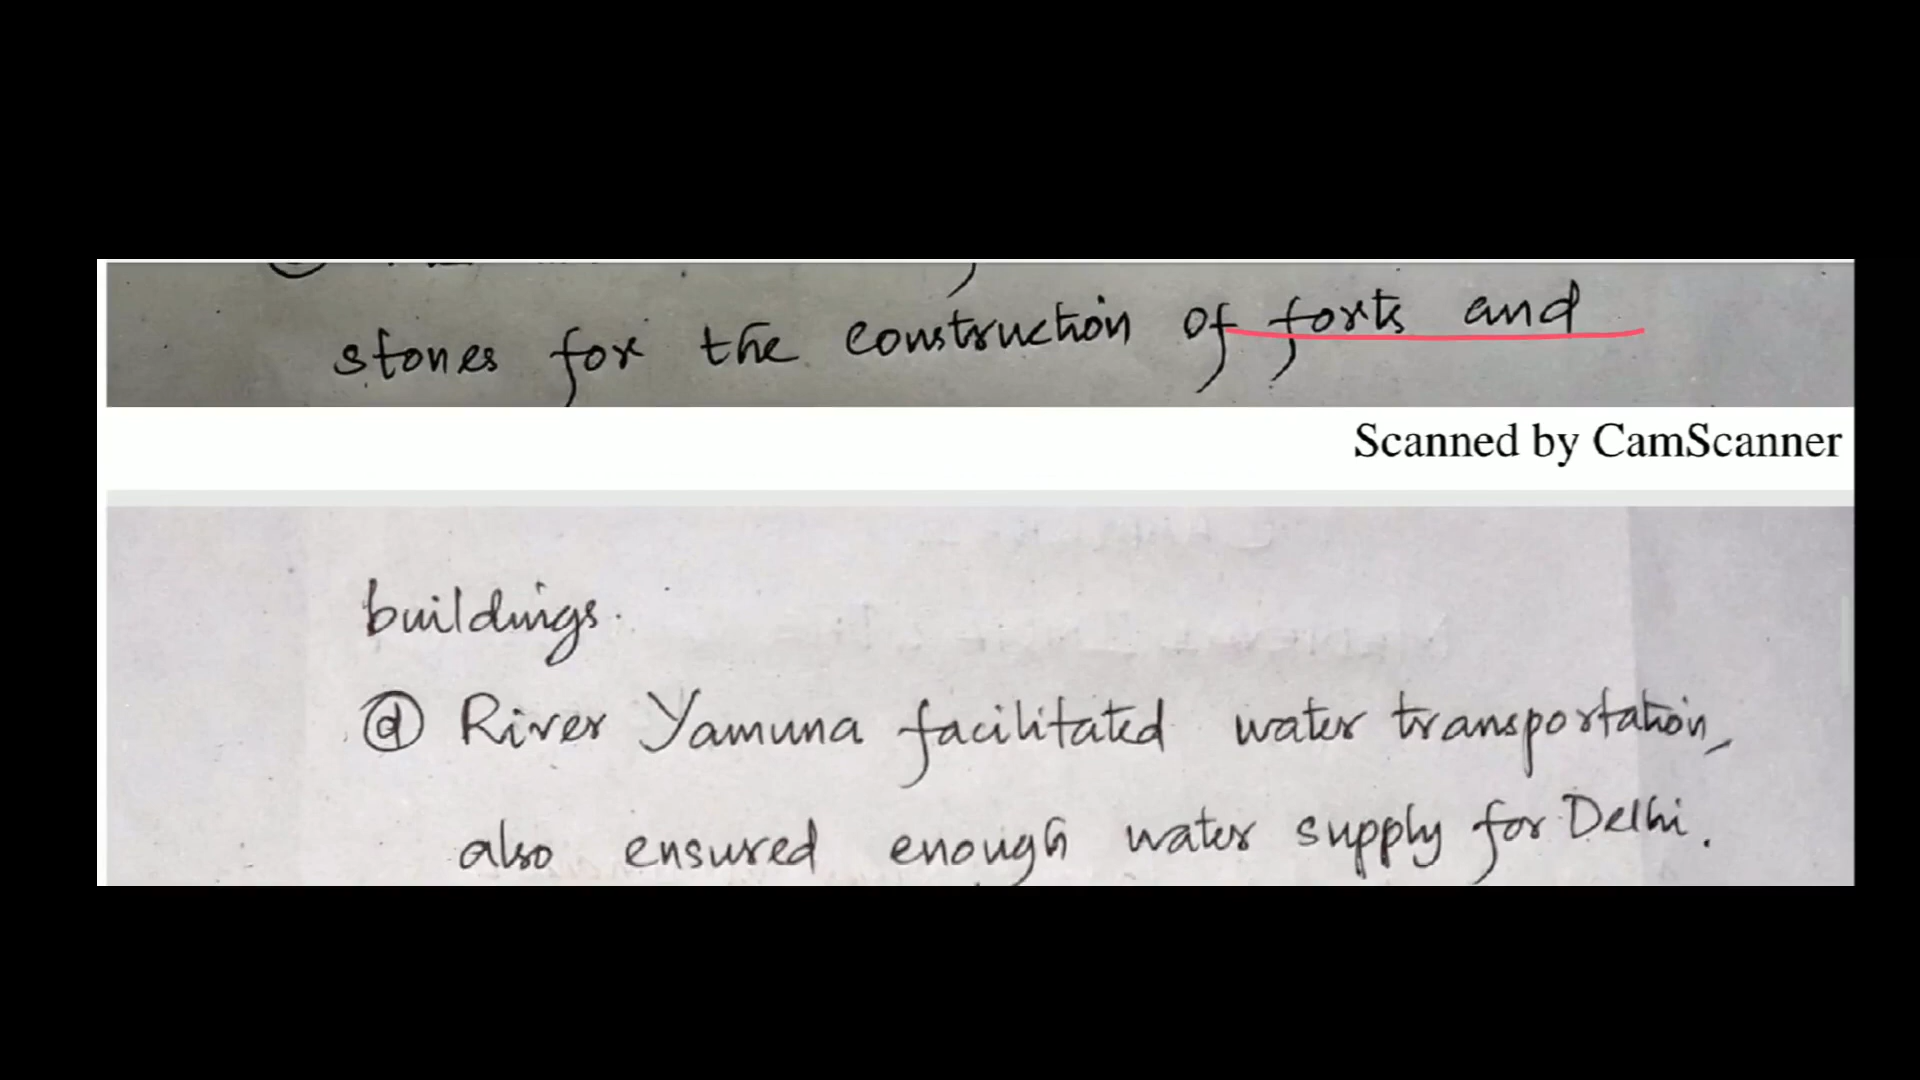 stones for the construction of forts and
Scanned by CamScanner
buildings.
ⓓ River Yamuna facilitated water transportation,
also ensured enough water supply for Delhi.